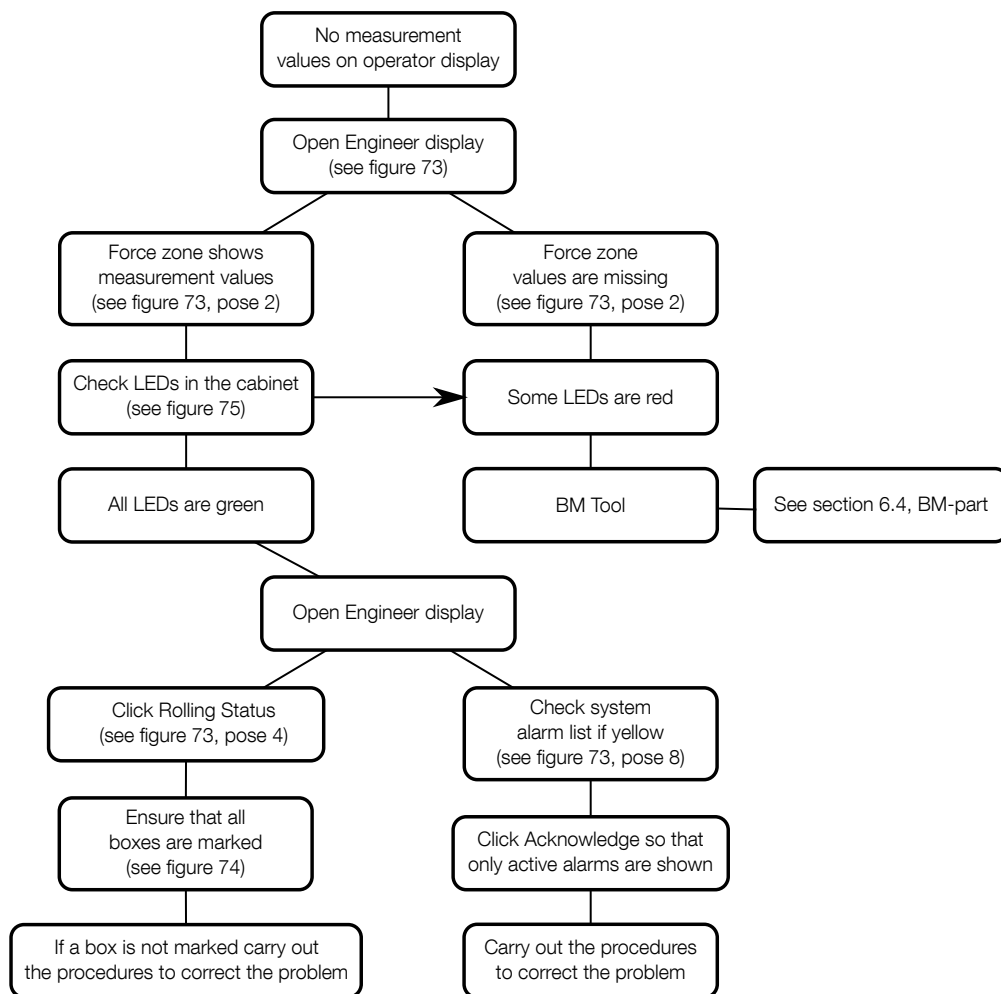 No measurement
values on operator display
Open Engineer display
(see figure 73)
Force zone shows
measurement values
(see figure 73, pose 2)
Force zone
values are missing
(see figure 73, pose 2)
Check LEDs in the cabinet
(see figure 75)
Some LEDs are red
All LEDs are green
BM Tool
See section 6.4, BM-part
Open Engineer display
Click Rolling Status
(see figure 73, pose 4)
Check system
alarm list if yellow
(see figure 73, pose 8)
Ensure that all
boxes are marked
(see figure 74)
Click Acknowledge so that
only active alarms are shown
If a box is not marked carry out
the procedures to correct the problem
Carry out the procedures
to correct the problem